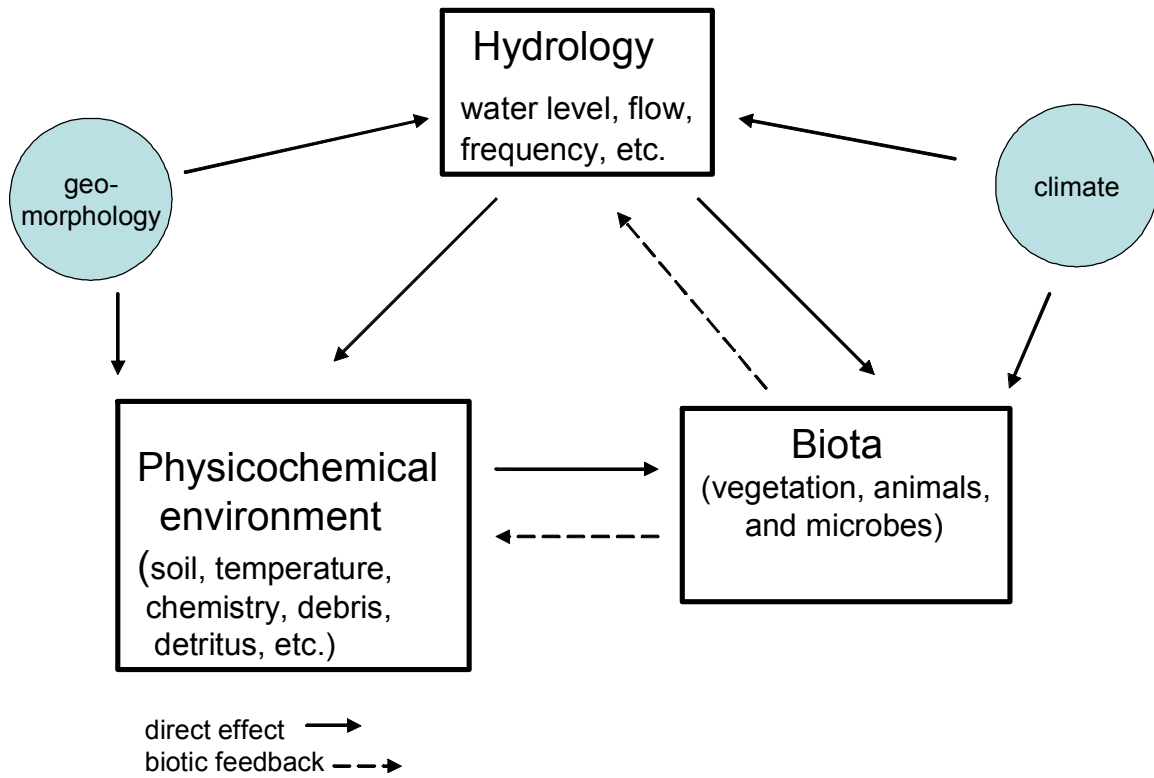 Hydrology
water level, flow,
frequency, etc.
geo-
morphology
climate
Physicochemical
environment
(soil, temperature,
chemistry, debris,
detritus, etc.)
Biota
(vegetation, animals,
and microbes)
direct effect
biotic feedback